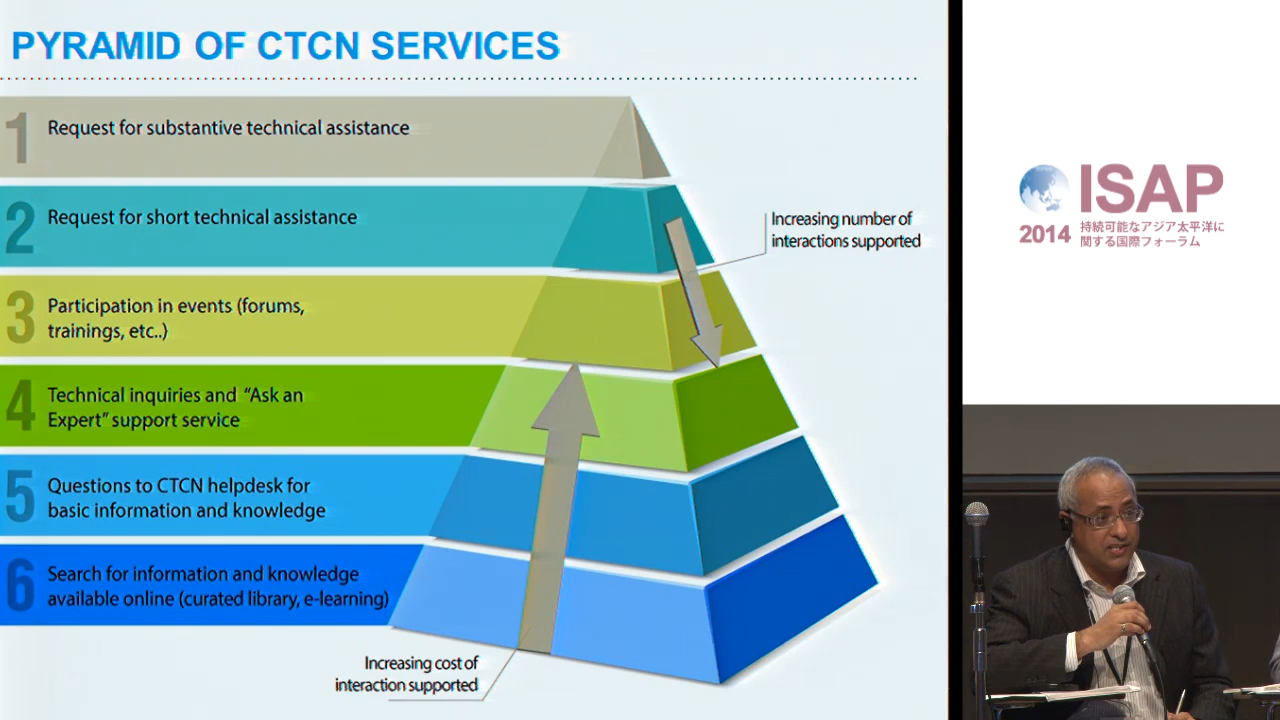 PYRAMID OF CTCN SERVICES
1
Request for substantive technical assistance
2
Request for short technical assistance
3
Participation in events (forums,
trainings, etc..)
4
Technical inquiries and “Ask an
Expert” support service
5
Questions to CTCN helpdesk for
basic information and knowledge
6
Search for information and knowledge
available online (curated library, e-learning)
Increasing number of
interactions supported
Increasing cost of
interaction supported
ISAP
2014
持続可能なアジア太平洋に
関する国際フォーラム